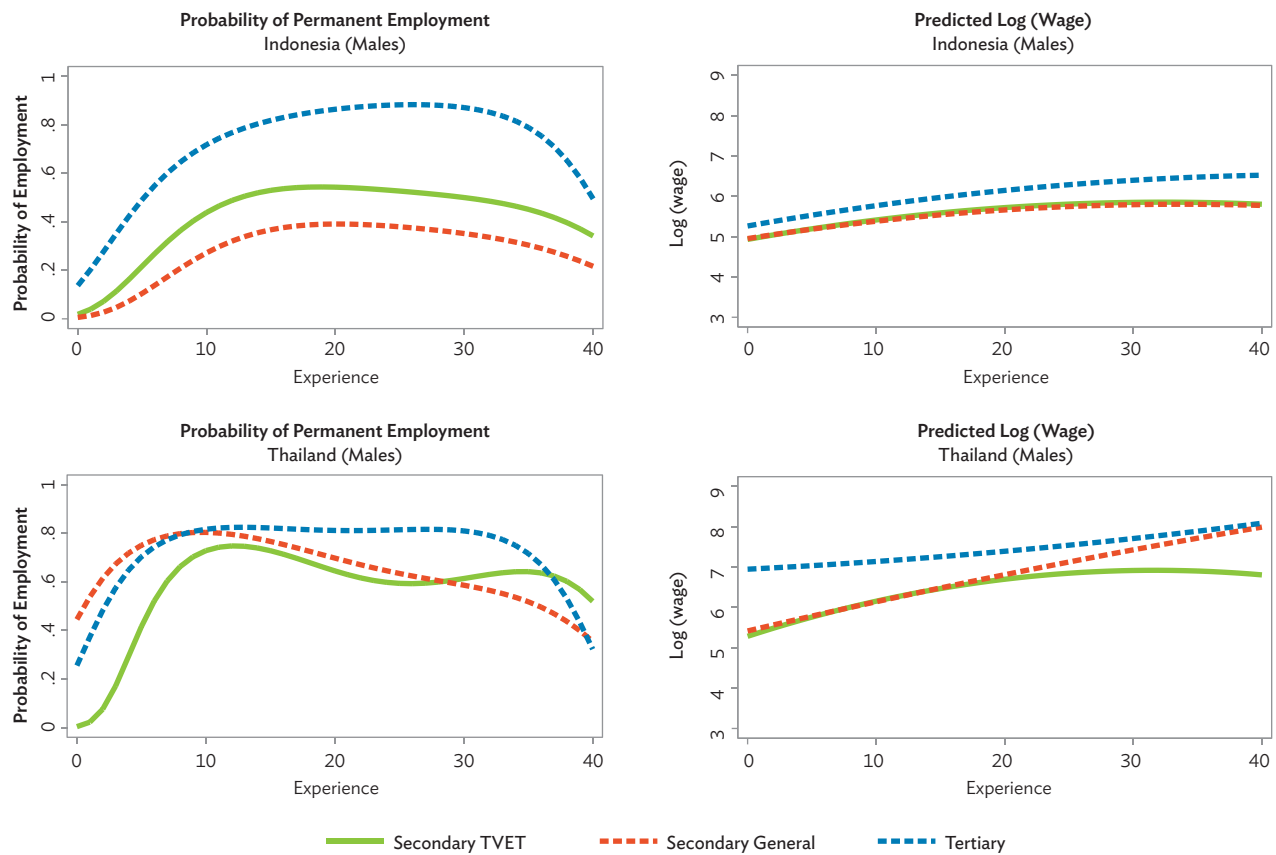 Probability of Permanent Employment
Indonesia (Males)
Probability of Employment
1
.8
.6
.4
.2
0
0 10 20 30 40
Experience
Predicted Log (Wage)
Indonesia (Males)
Log (wage)
9
8
7
6
5
4
3
0 10 20 30 40
Experience
Probability of Permanent Employment
Thailand (Males)
Probability of Employment
1
.8
.6
.4
.2
0
0 10 20 30 40
Experience
Predicted Log (Wage)
Thailand (Males)
Log (wage)
9
8
7
6
5
4
3
0 10 20 30 40
Experience
Secondary TVET Secondary General Tertiary